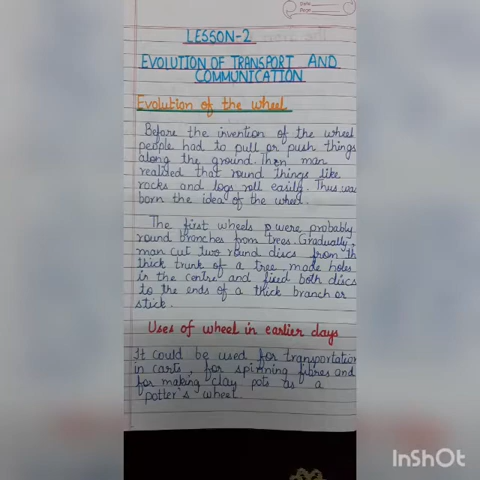 Date
Page
LESSON-2
EVOLUTION OF TRANSPORT AND
COMMUNICATION
Evolution of the wheel
Before the invention of the wheel
people had to pull or push things
along the ground. Then man
realized that round things like
rocks and logs roll easily. Thus was
born the idea of the wheel.
The first wheels were probably
round branches from trees. Gradually,
man cut two round discs from th
thick trunk of a tree, made holes
in the centre and fixed both discs
to the ends of a thick branch or
stick.
Uses of wheel in earlier days
It could be used for transportation
in carts, for spinning fibres and
for making clay pots as a
potter's wheel.
InShOt